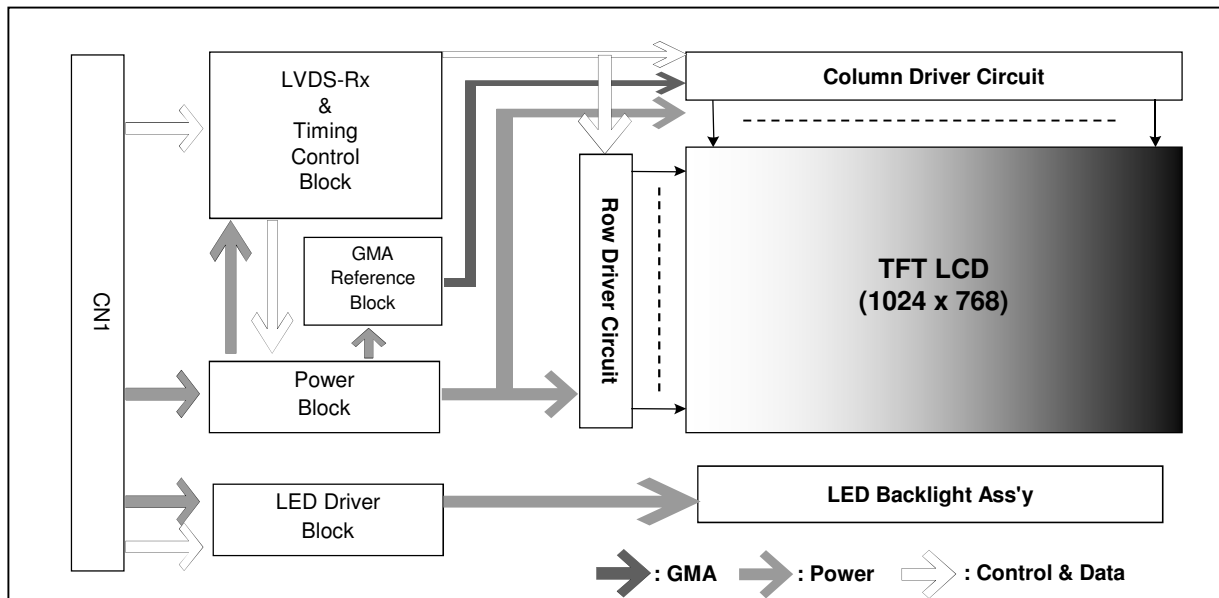 CN1
LVDS-Rx
&
Timing
Control
Block
GMA
Reference
Block
Power
Block
LED Driver
Block
Row Driver Circuit
Column Driver Circuit
TFT LCD
(1024 x 768)
LED Backlight Ass'y
: GMA
: Power
: Control & Data